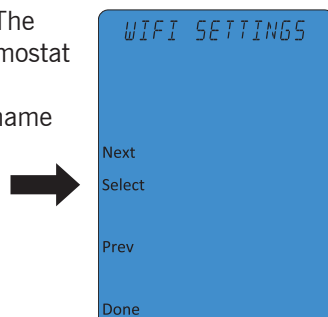 The
mostat
name
WIFI SETTINGS
Next
Select
Prev
Done